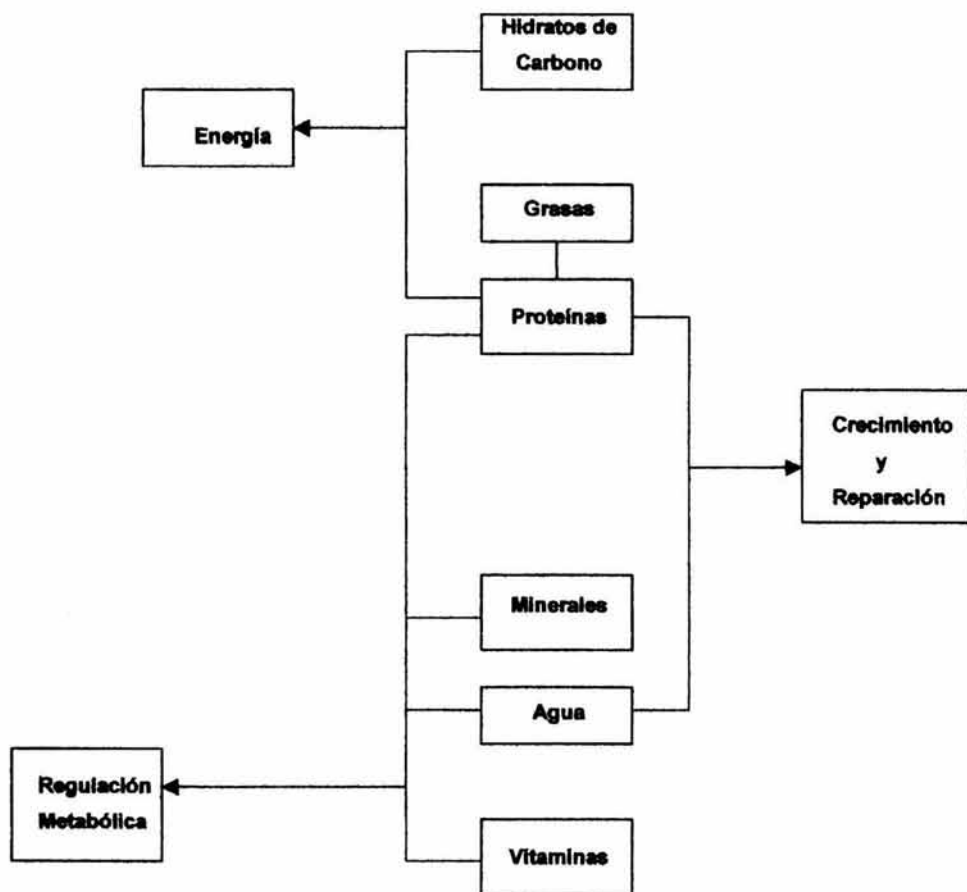 Hidratos de
Carbono
Energía
Grasas
Proteínas
Crecimiento
y
Reparación
Minerales
Agua
Regulación
Metabólica
Vitaminas